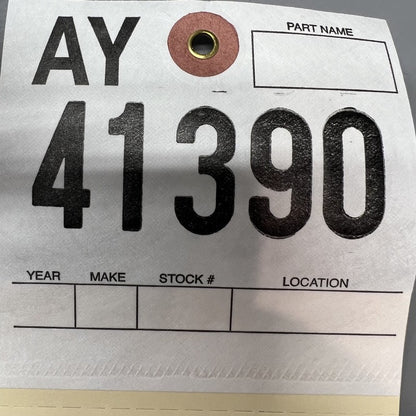 AY
PART NAME
41390
YEAR MAKE STOCK # LOCATION